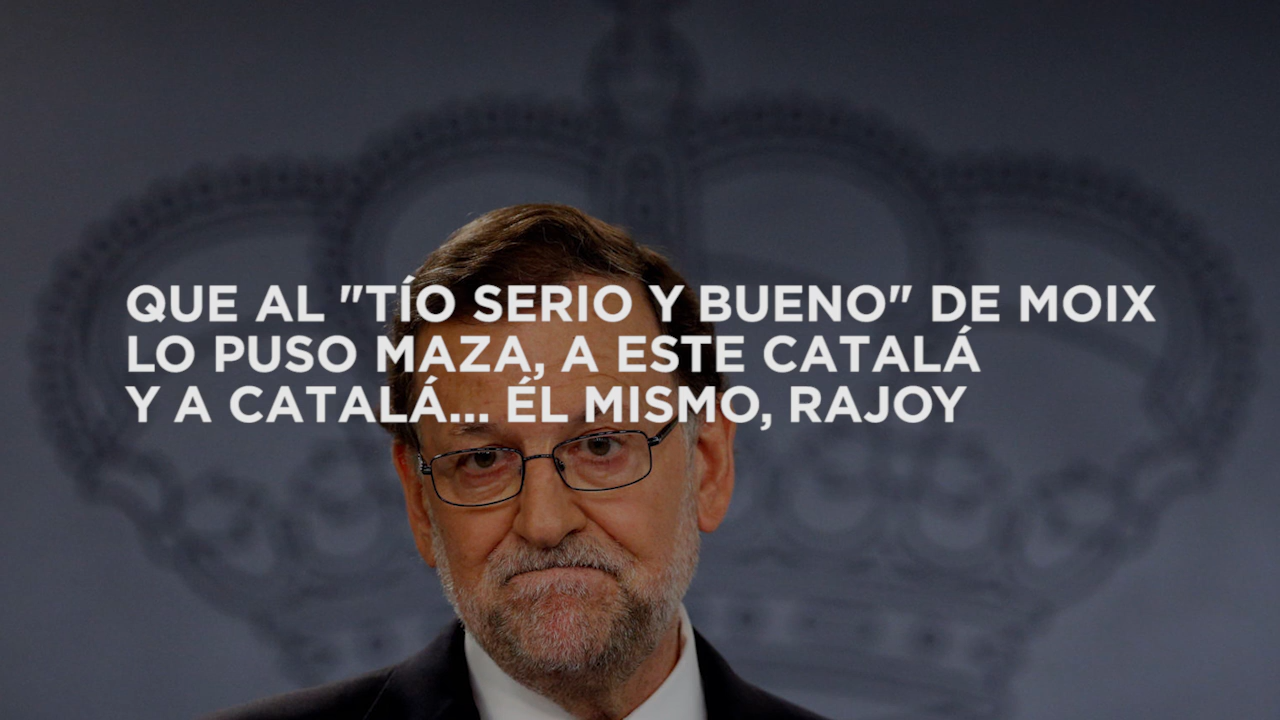 QUE AL "TÍO SERIO Y BUENO" DE MOIX
LO PUSO MAZA, A ESTE CATALÁ
Y A CATALÁ... ÉL MISMO, RAJOY